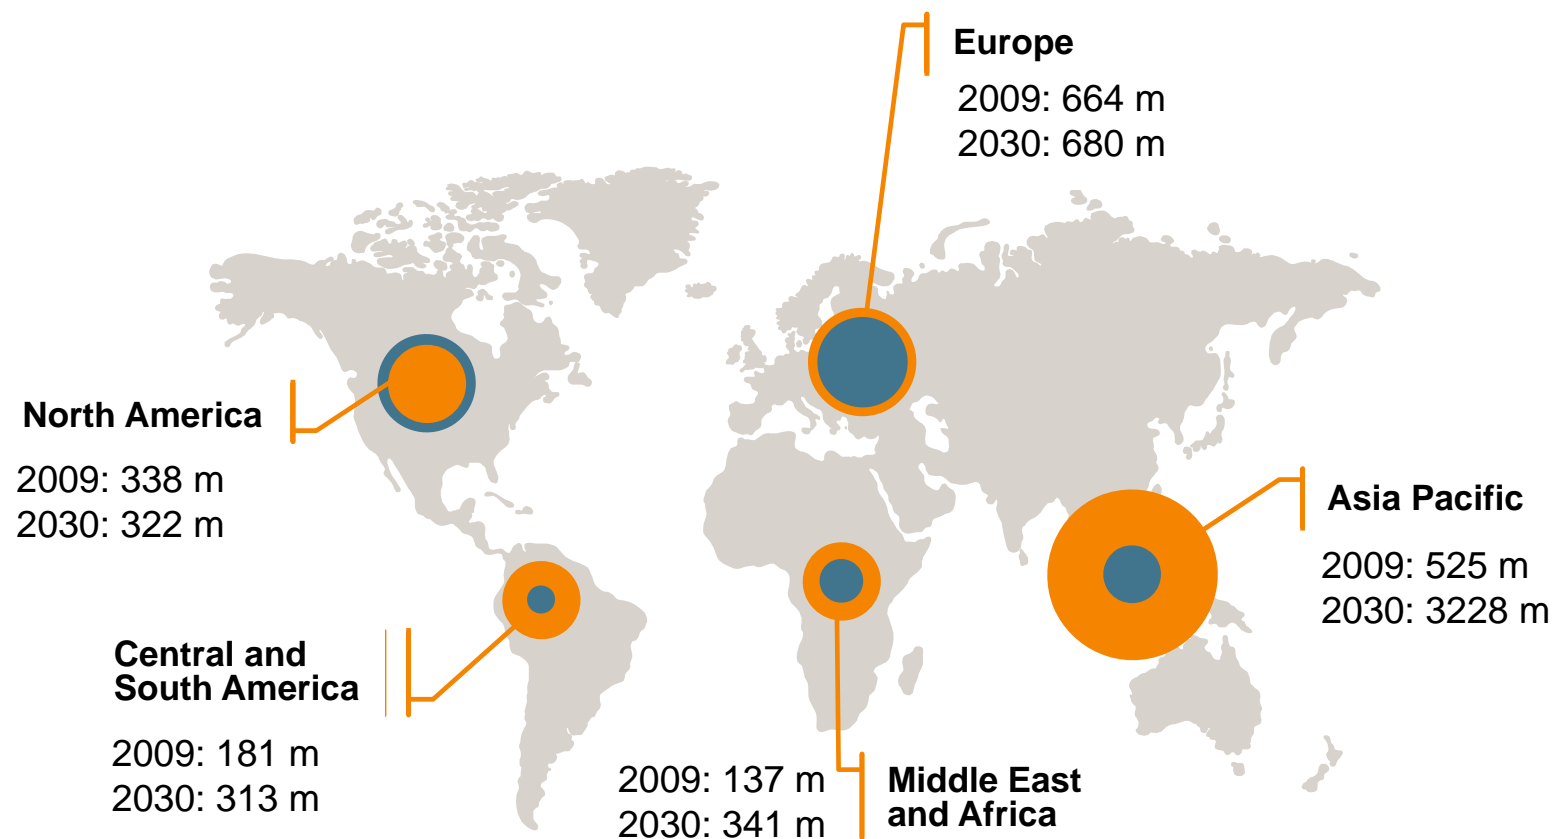 Europe
2009: 664 m
2030: 680 m
North America
2009: 338 m
2030: 322 m
Asia Pacific
2009: 525 m
2030: 3228 m
Central and
South America
2009: 181 m
2030: 313 m
Middle East
and Africa
2009: 137 m
2030: 341 m